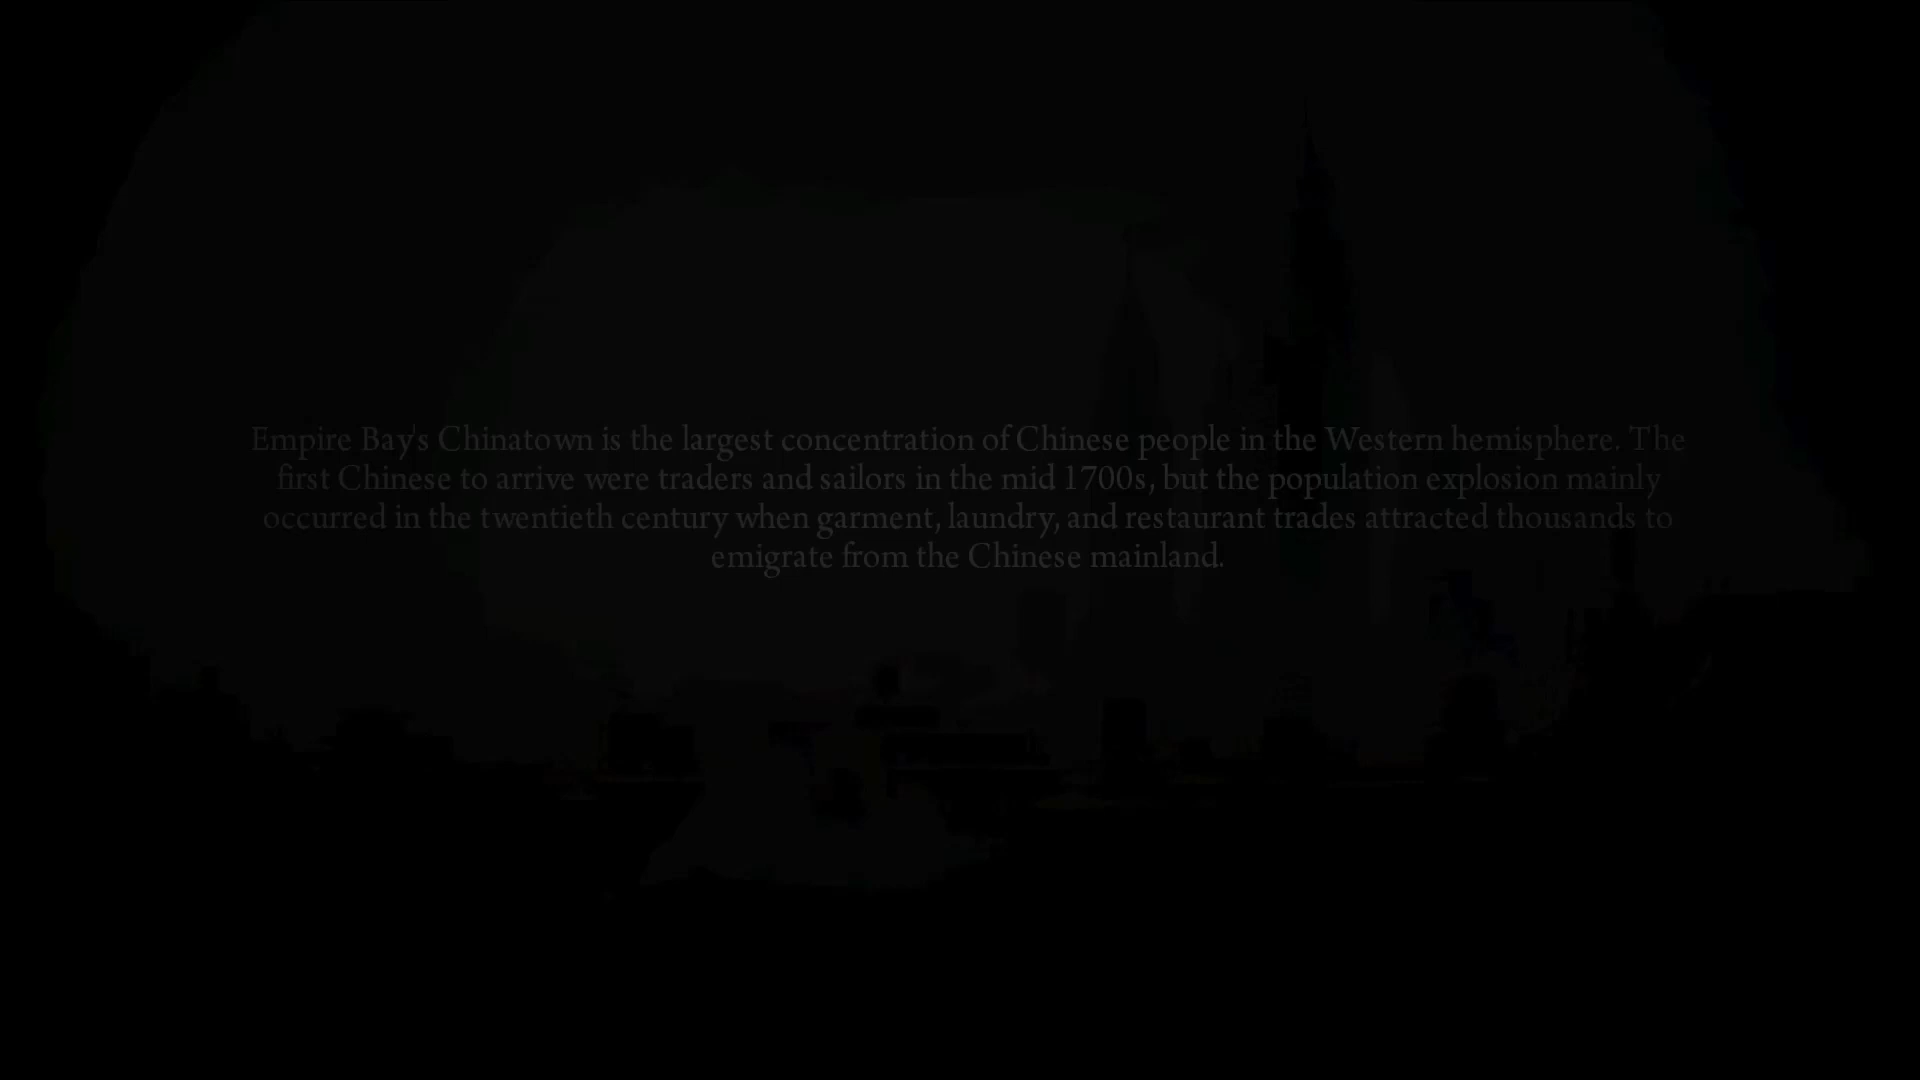 Empire Bay's Chinatown is the largest concentration of Chinese people in the Western hemisphere. The
first Chinese to arrive were traders and sailors in the mid 1700s, but the population explosion mainly
occurred in the twentieth century when garment, laundry, and restaurant trades attracted thousands to
emigrate from the Chinese mainland.